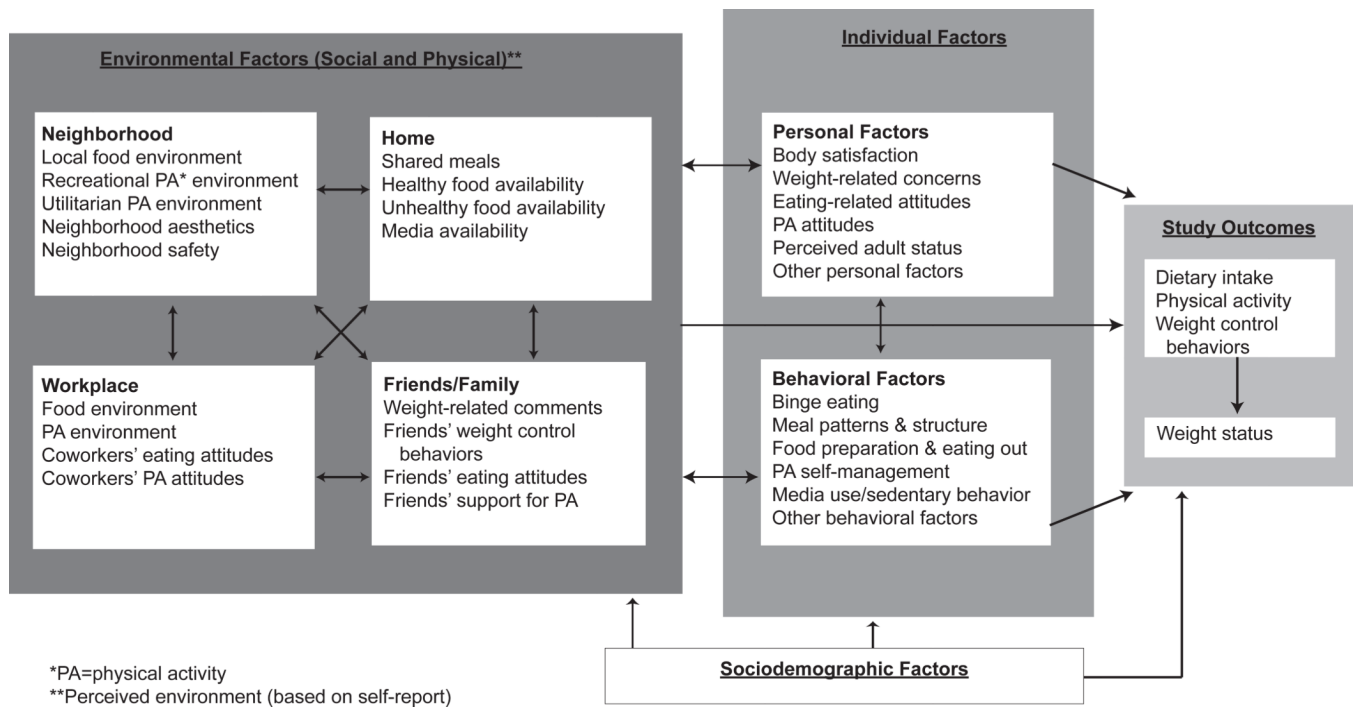 Environmental Factors (Social and Physical)**
Neighborhood
Local food environment
Recreational PA* environment
Utilitarian PA environment
Neighborhood aesthetics
Neighborhood safety
Home
Shared meals
Healthy food availability
Unhealthy food availability
Media availability
Workplace
Food environment
PA environment
Coworkers’ eating attitudes
Coworkers’ PA attitudes
Friends/Family
Weight-related comments
Friends’ weight control
behaviors
Friends’ eating attitudes
Friends’ support for PA
Individual Factors
Personal Factors
Body satisfaction
Weight-related concerns
Eating-related attitudes
PA attitudes
Perceived adult status
Other personal factors
Behavioral Factors
Binge eating
Meal patterns & structure
Food preparation & eating out
PA self-management
Media use/sedentary behavior
Other behavioral factors
Study Outcomes
Dietary intake
Physical activity
Weight control
behaviors
Weight status
Sociodemographic Factors
*PA=physical activity
**Perceived environment (based on self-report)